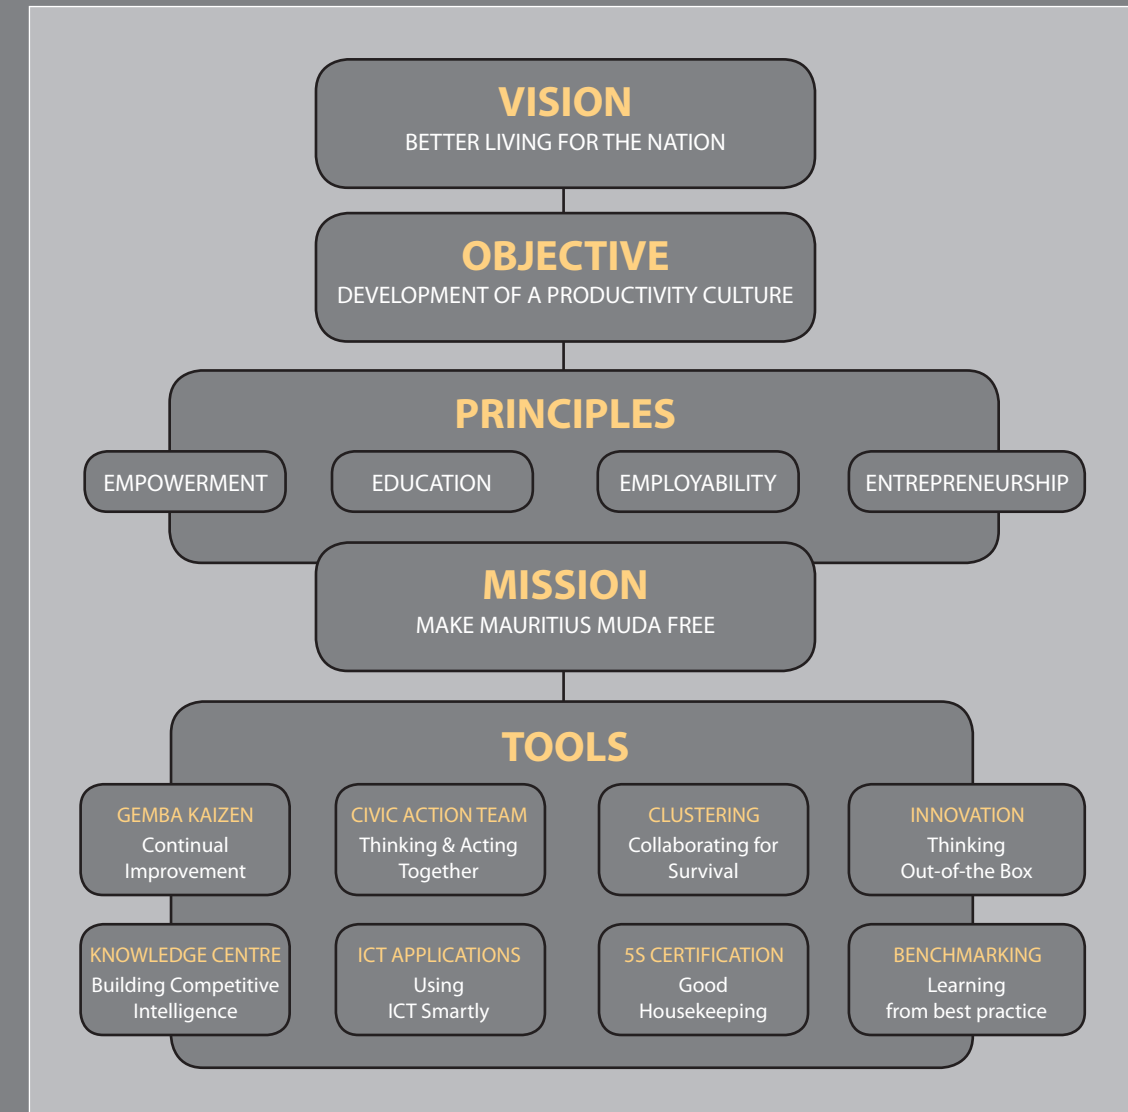 VISION
BETTER LIVING FOR THE NATION
OBJECTIVE
DEVELOPMENT OF A PRODUCTIVITY CULTURE
PRINCIPLES
EMPOWERMENT
EDUCATION
EMPLOYABILITY
ENTREPRENEURSHIP
MISSION
MAKE MAURITIUS MUDA FREE
TOOLS
GEMBA KAIZEN
Continual
Improvement
CIVIC ACTION TEAM
Thinking & Acting
Together
CLUSTERING
Collaborating for
Survival
INNOVATION
Thinking
Out-of-the Box
KNOWLEDGE CENTRE
Building Competitive
Intelligence
ICT APPLICATIONS
Using
ICT Smartly
5S CERTIFICATION
Good
Housekeeping
BENCHMARKING
Learning
from best practice